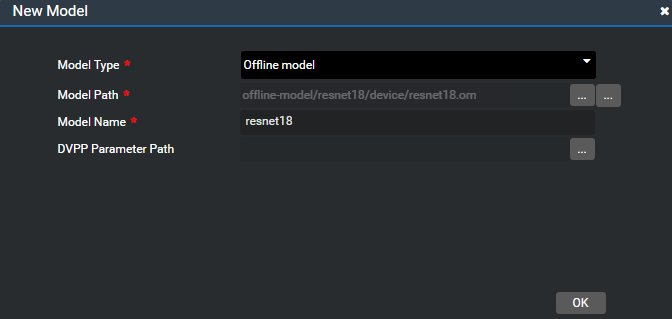 New Model
Model Type *
Offline model
Model Path *
offline-model/resnet18/device/resnet18.om
... ...
Model Name *
resnet18
DVPP Parameter Path
...
OK